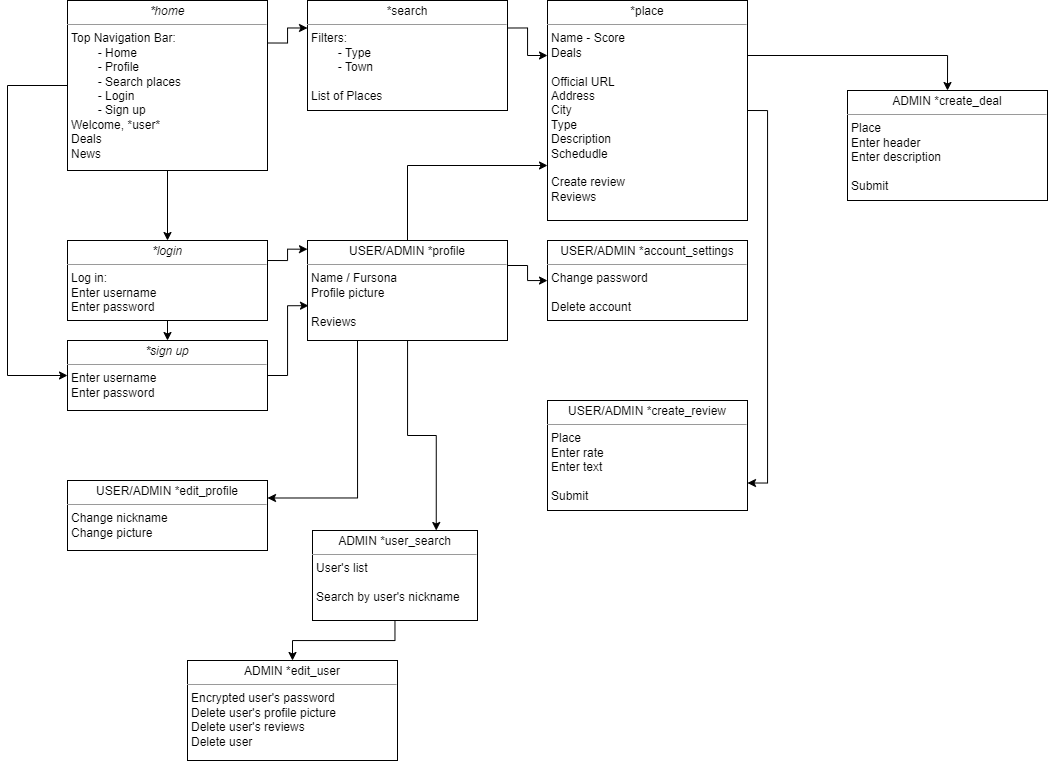 *home
Top Navigation Bar:
- Home
- Profile
- Search places
- Login
- Sign up
Welcome, *user*
Deals
News
*search
Filters:
- Type
- Town
List of Places
*place
Name - Score
Deals
Official URL
Address
City
Type
Description
Schedudle
Create review
Reviews
ADMIN *create_deal
Place
Enter header
Enter description
Submit
*login
Log in:
Enter username
Enter password
USER/ADMIN *profile
Name / Fursona
Profile picture
Reviews
USER/ADMIN *account_settings
Change password
Delete account
*sign up
Enter username
Enter password
USER/ADMIN *create_review
Place
Enter rate
Enter text
Submit
USER/ADMIN *edit_profile
Change nickname
Change picture
ADMIN *user_search
User's list
Search by user's nickname
ADMIN *edit_user
Encrypted user's password
Delete user's profile picture
Delete user's reviews
Delete user